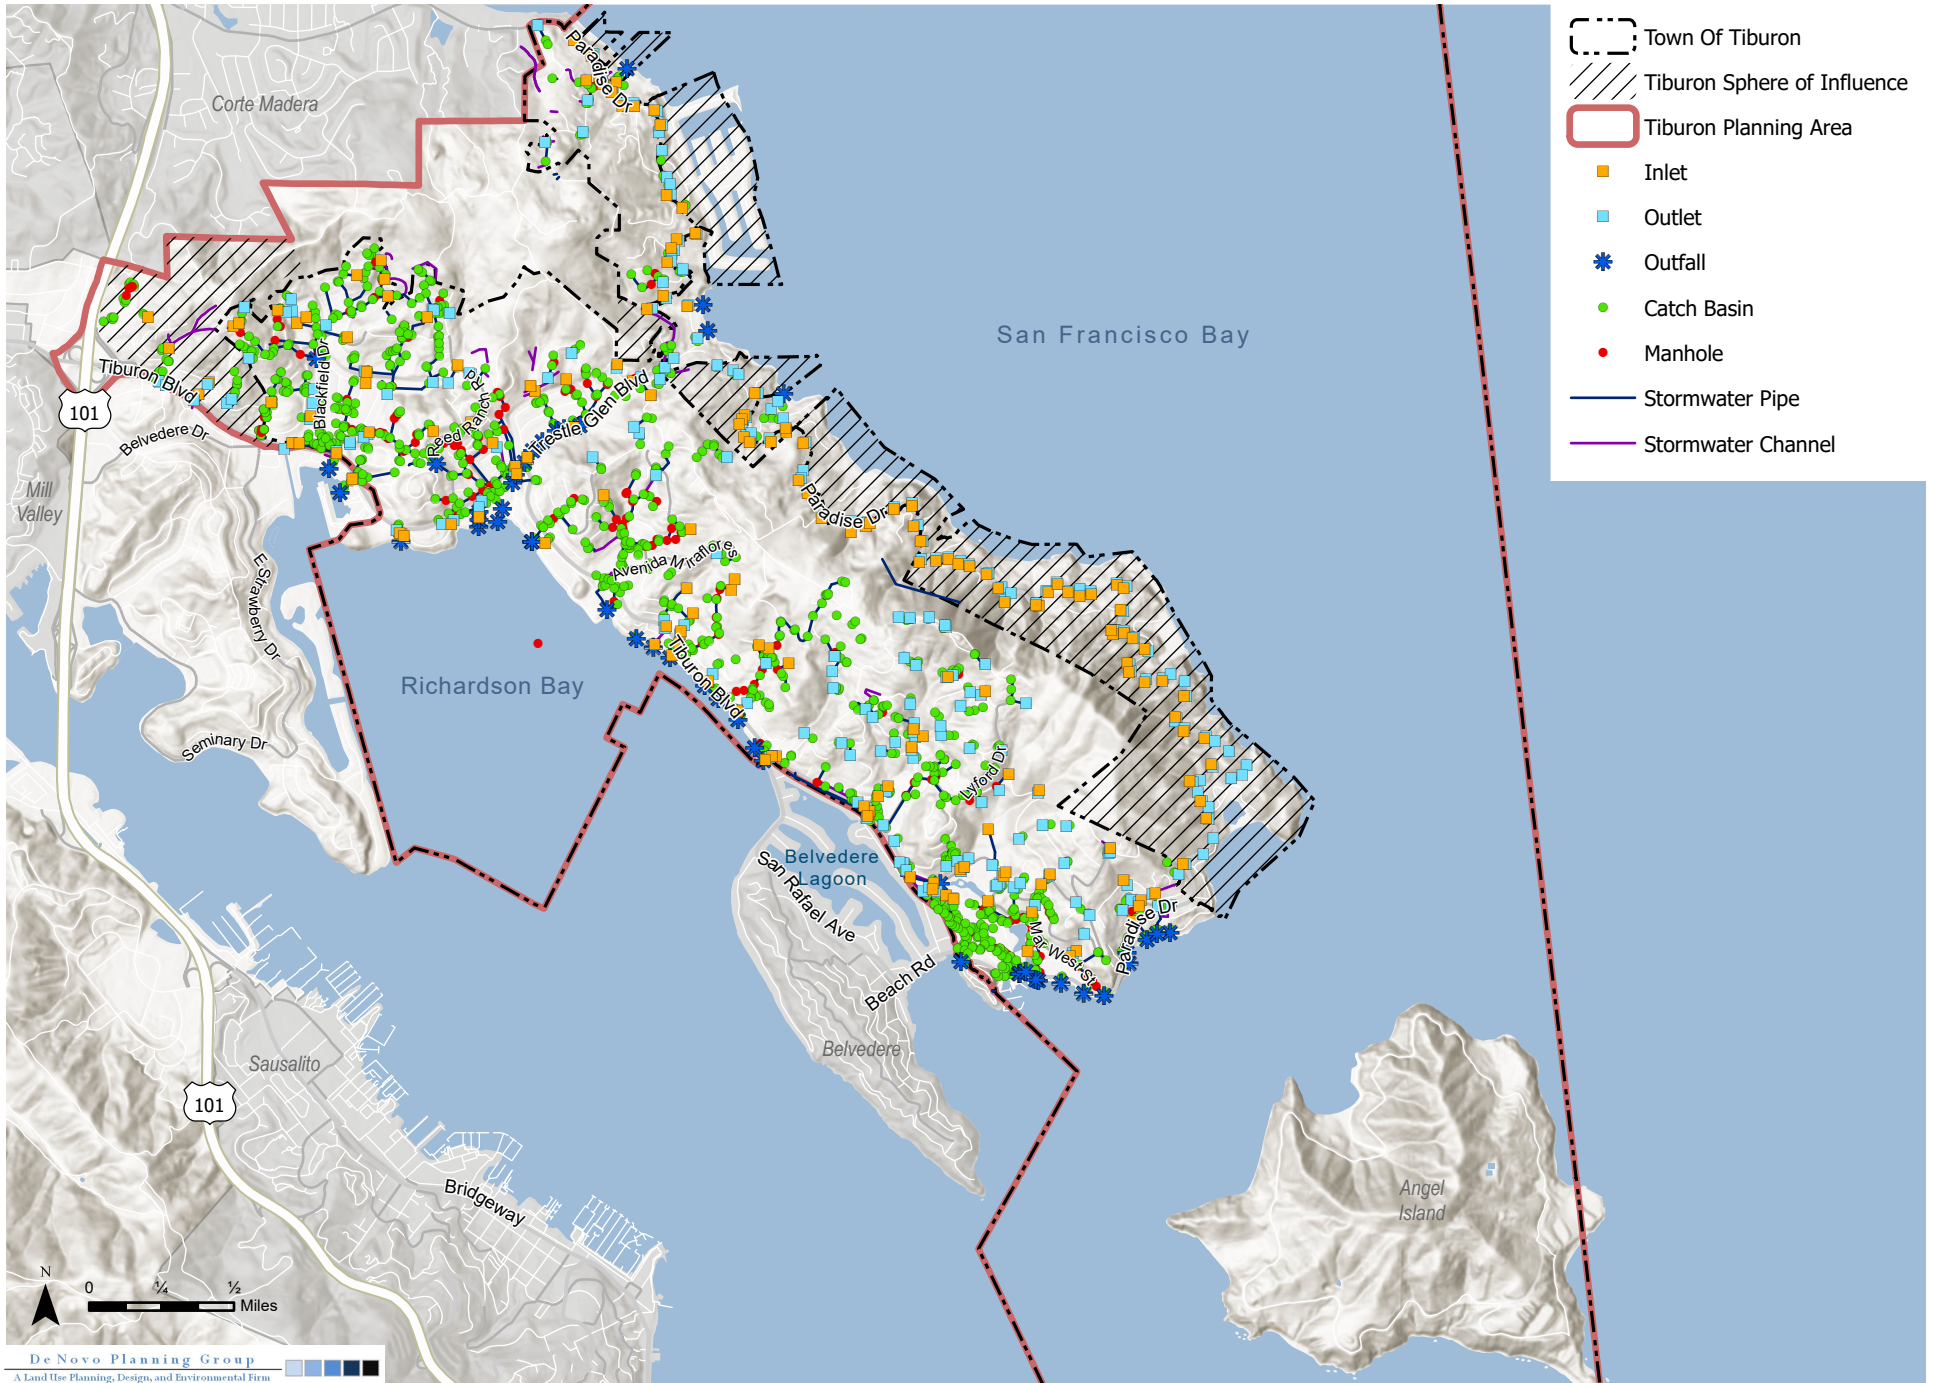 Town Of Tiburon
Tiburon Sphere of Influence
Tiburon Planning Area
Inlet
Outlet
Outfall
Catch Basin
Manhole
Stormwater Pipe
Stormwater Channel
Paradise Dr
Corte Madera
San Francisco Bay
Tiburon Blvd
101
Blackfield Dr
Belvedere Dr
Reed Ranch Rd
Trestle Glen Blvd
Mill
Valley
Paradise Dr
E Strawberry Dr
Avenida Miraflores
Richardson Bay
Tiburon Blvd
Seminary Dr
Lyford Dr
Belvedere
Lagoon
San Rafael Ave
Beach Rd
Mar West St
Paradise Dr
Belvedere
Sausalito
101
Bridgeway
Angel
Island
N
0 ¼ ½
Miles
De Novo Planning Group
A Land Use Planning, Design, and Environmental Firm